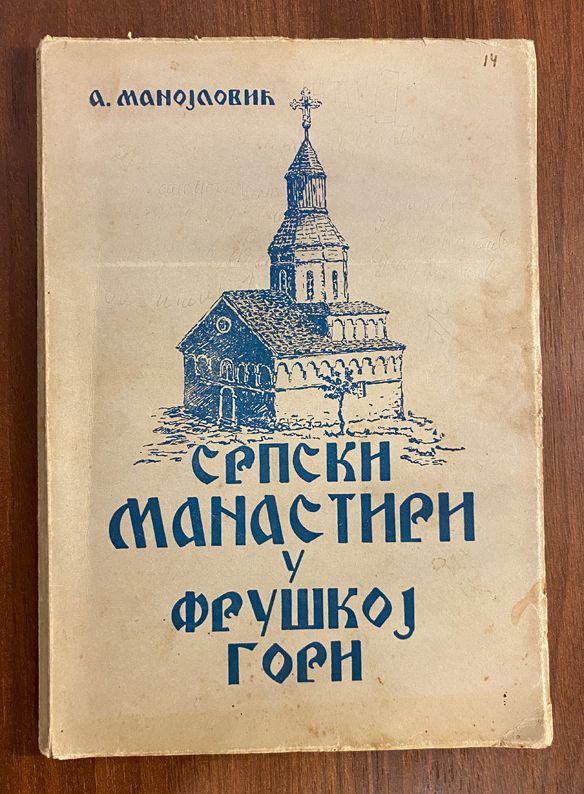 14
А. МАНОЈЛОВИЋ
СРПСКИ
МАНАСТИРИ
У
ФРУШКОЈ
ГОРИ